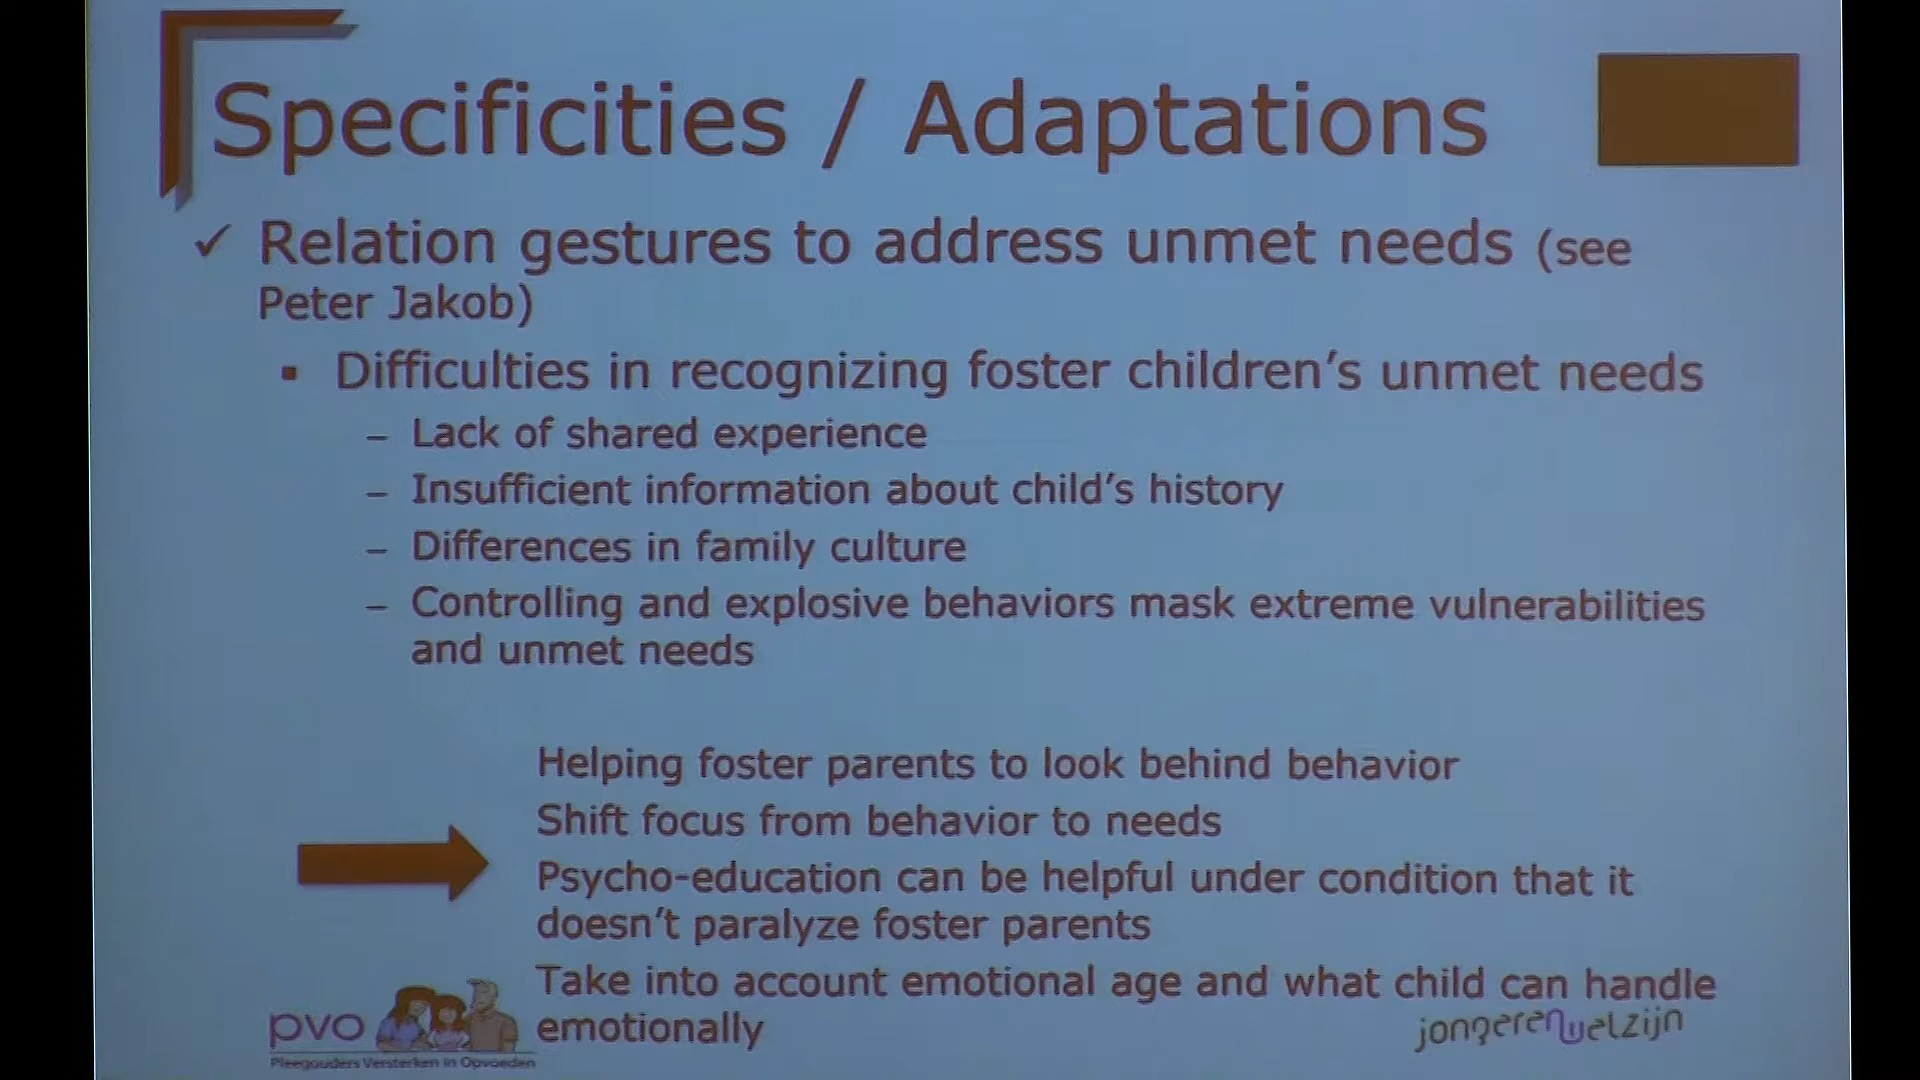 Specificities / Adaptations
✓ Relation gestures to address unmet needs (see
Peter Jakob)
▪ Difficulties in recognizing foster children's unmet needs
– Lack of shared experience
– Insufficient information about child's history
– Differences in family culture
– Controlling and explosive behaviors mask extreme vulnerabilities
and unmet needs
Helping foster parents to look behind behavior
Shift focus from behavior to needs
Psycho-education can be helpful under condition that it
doesn't paralyze foster parents
Take into account emotional age and what child can handle
emotionally
pvo
Pleegouders Versterken in Opvoeden
jongerenwelzijn